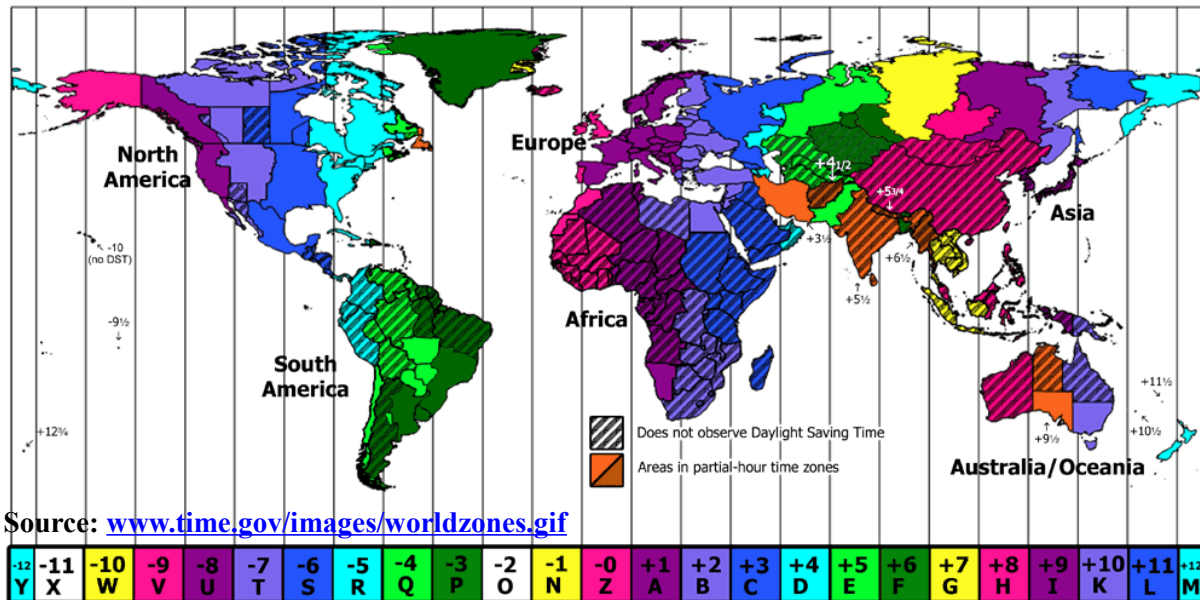 North
America
-10
(no DST)
-9½
+12¾
South
America
Europe
Africa
+4 1/2
+5 3/4
+3½
+6½
+5½
Asia
+11½
+10½
+9½
Australia/Oceania
Does not observe Daylight Saving Time
Areas in partial-hour time zones
Source: www.time.gov/images/worldzones.gif
-12 -11 -10 -9 -8 -7 -6 -5 -4 -3 -2 -1 -0 +1 +2 +3 +4 +5 +6 +7 +8 +9 +10 +11 +12
Y X W V U T S R Q P O N Z A B C D E F G H I K L M